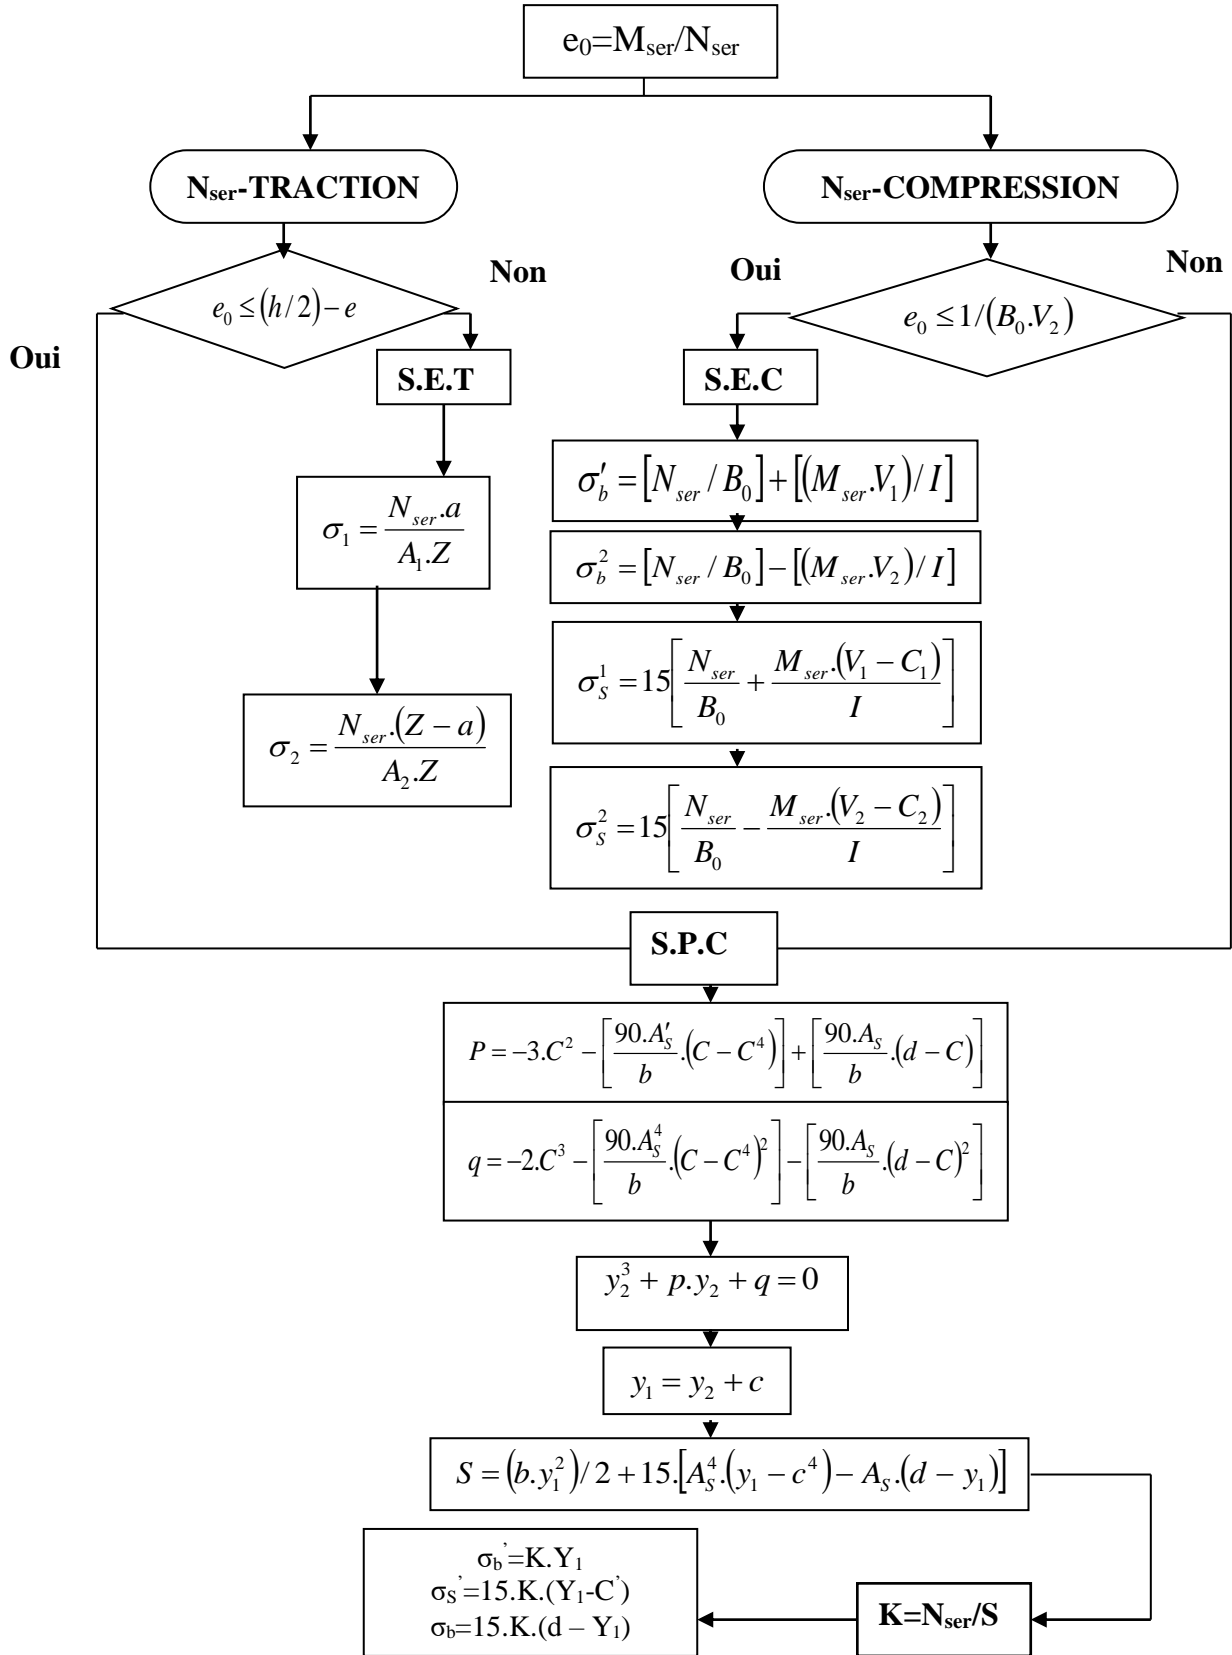 e₀=Mser/Nser
Nser-TRACTION
Nser-COMPRESSION
e₀ ≤ (h/2) − e
Non
Oui
Oui
Non
e₀ ≤ 1/(B₀.V₂)
S.E.T
S.E.C
σ₁ = Nser.a / A₁.Z
σ₂ = Nser.(Z − a) / A₂.Z
σ′b = [Nser / B₀] + [(Mser.V₁)/ I]
σ²b = [Nser / B₀] − [(Mser.V₂)/ I]
σ¹S = 15[Nser / B₀ + Mser.(V₁ − C₁) / I]
σ²S = 15[Nser / B₀ − Mser.(V₂ − C₂) / I]
S.P.C
P = −3.C² − [90.A′S / b .(C − C⁴)] + [90.AS / b .(d − C)]
q = −2.C³ − [90.A⁴S / b .(C − C⁴)²] − [90.AS / b .(d − C)²]
y₂³ + p.y₂ + q = 0
y₁ = y₂ + c
S = (b.y₁²)/ 2 + 15.[A⁴S.(y₁ − c⁴) − AS.(d − y₁)]
K=Nser/S
σb’=K.Y₁
σS’=15.K.(Y₁-C’)
σb=15.K.(d – Y₁)